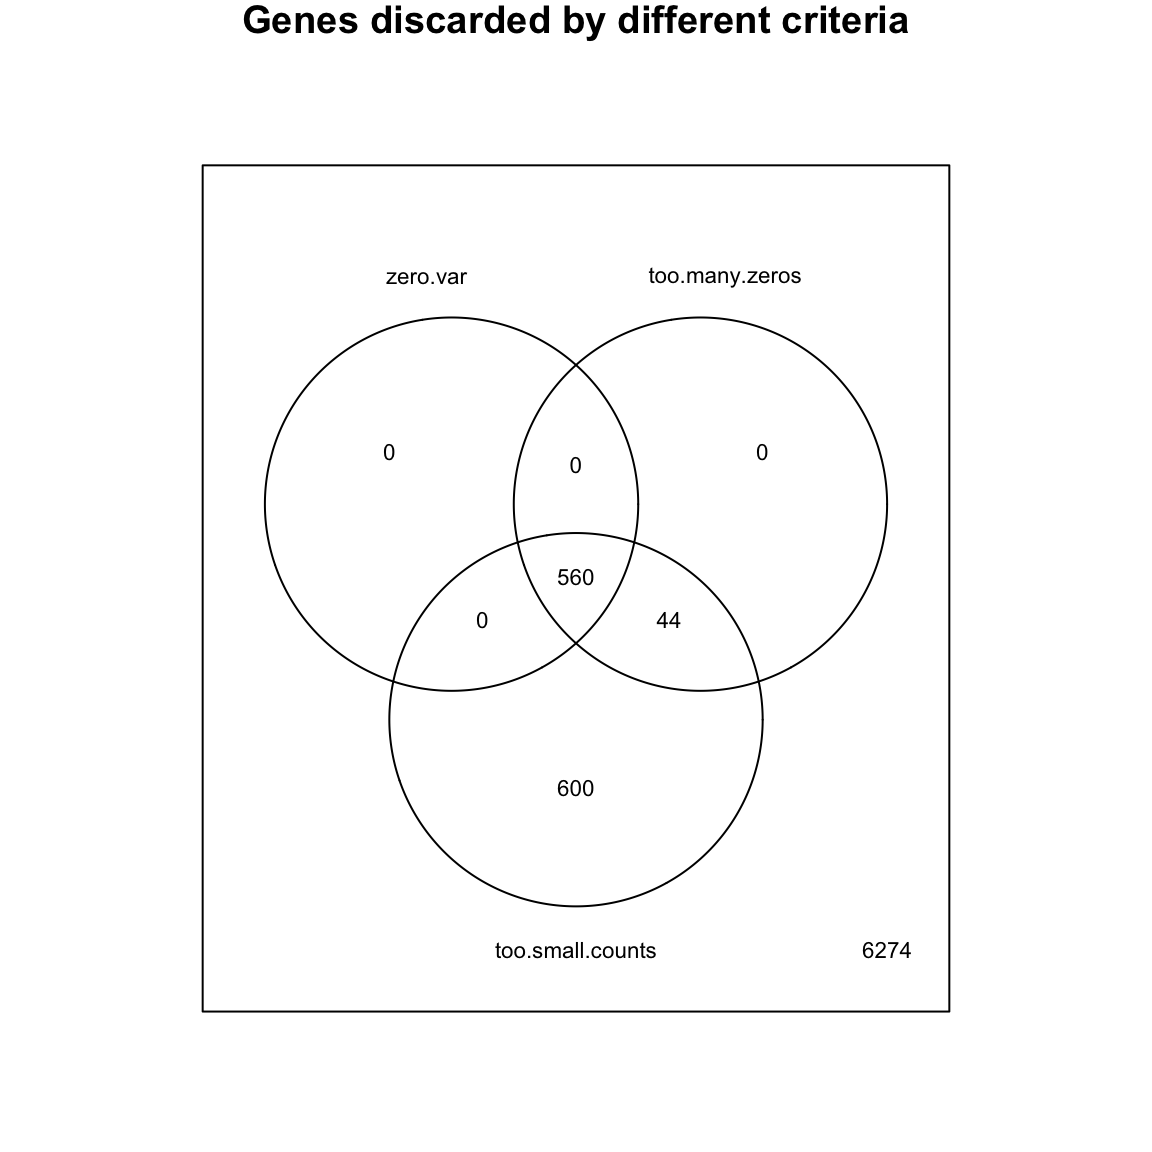 Genes discarded by different criteria
zero.var
too.many.zeros
0
0
0
560
0
44
600
too.small.counts
6274